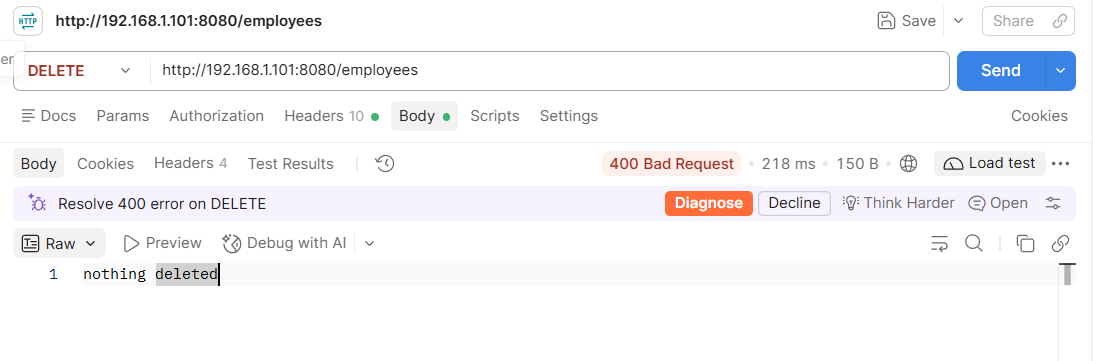 HTTP http://192.168.1.101:8080/employees Save Share
er
DELETE http://192.168.1.101:8080/employees Send
Docs Params Authorization Headers 10 Body Scripts Settings Cookies
Body Cookies Headers 4 Test Results 400 Bad Request 218 ms 150 B Load test
Resolve 400 error on DELETE Diagnose Decline Think Harder Open
Raw Preview Debug with AI
1 nothing deleted